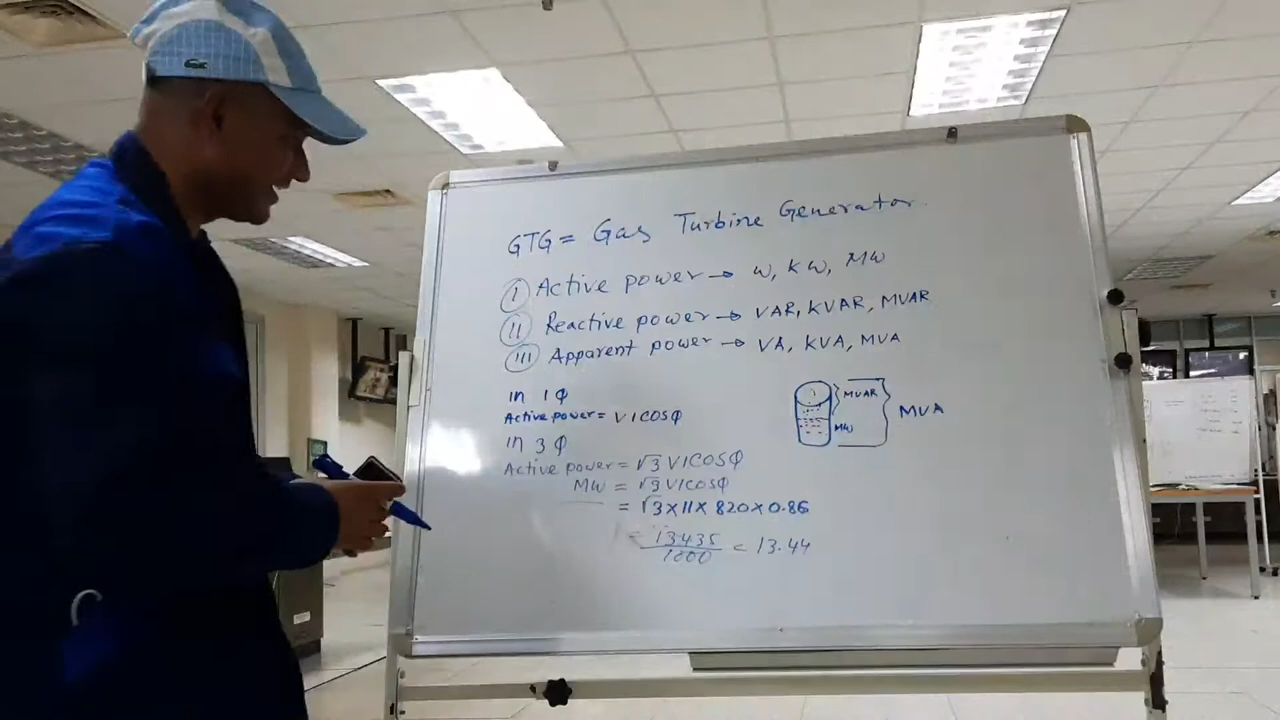 GTG = Gas Turbine Generator
I Active power → W, KW, MW
II Reactive power → VAR, KVAR, MVAR
III Apparent power → VA, KVA, MVA
in 1 Φ
Active power = VICOSΦ
in 3 Φ
Active power = √3 VICOSΦ
MW = √3 VICOSΦ
= √3 x 11 x 820 x 0.86
= 13435
1000
= 13.44
MVAR
MW
MVA